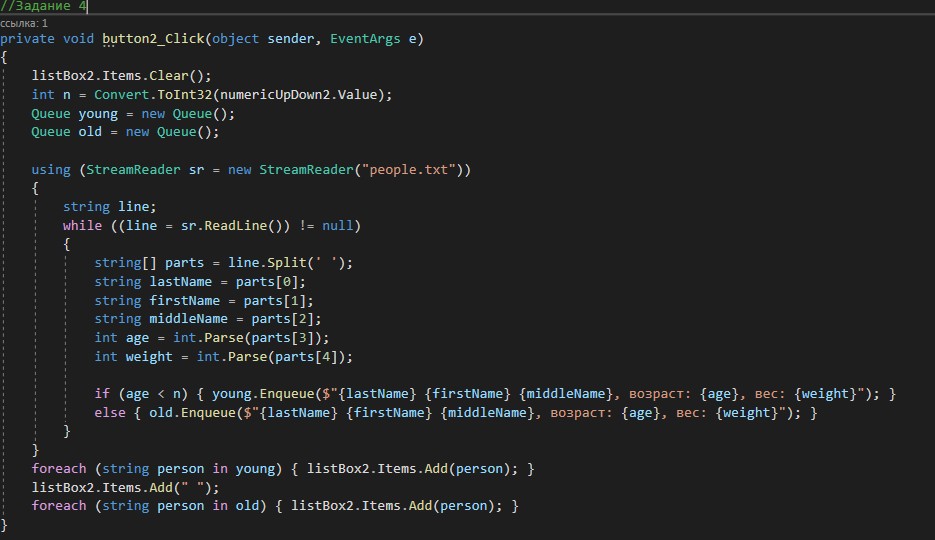 //Задание 4
ссылка: 1
private void button2_Click(object sender, EventArgs e)
{
    listBox2.Items.Clear();
    int n = Convert.ToInt32(numericUpDown2.Value);
    Queue young = new Queue();
    Queue old = new Queue();

    using (StreamReader sr = new StreamReader("people.txt"))
    {
        string line;
        while ((line = sr.ReadLine()) != null)
        {
            string[] parts = line.Split(' ');
            string lastName = parts[0];
            string firstName = parts[1];
            string middleName = parts[2];
            int age = int.Parse(parts[3]);
            int weight = int.Parse(parts[4]);

            if (age < n) { young.Enqueue($"{lastName} {firstName} {middleName}, возраст: {age}, вес: {weight}"); }
            else { old.Enqueue($"{lastName} {firstName} {middleName}, возраст: {age}, вес: {weight}"); }
        }
    }
    foreach (string person in young) { listBox2.Items.Add(person); }
    listBox2.Items.Add(" ");
    foreach (string person in old) { listBox2.Items.Add(person); }
}